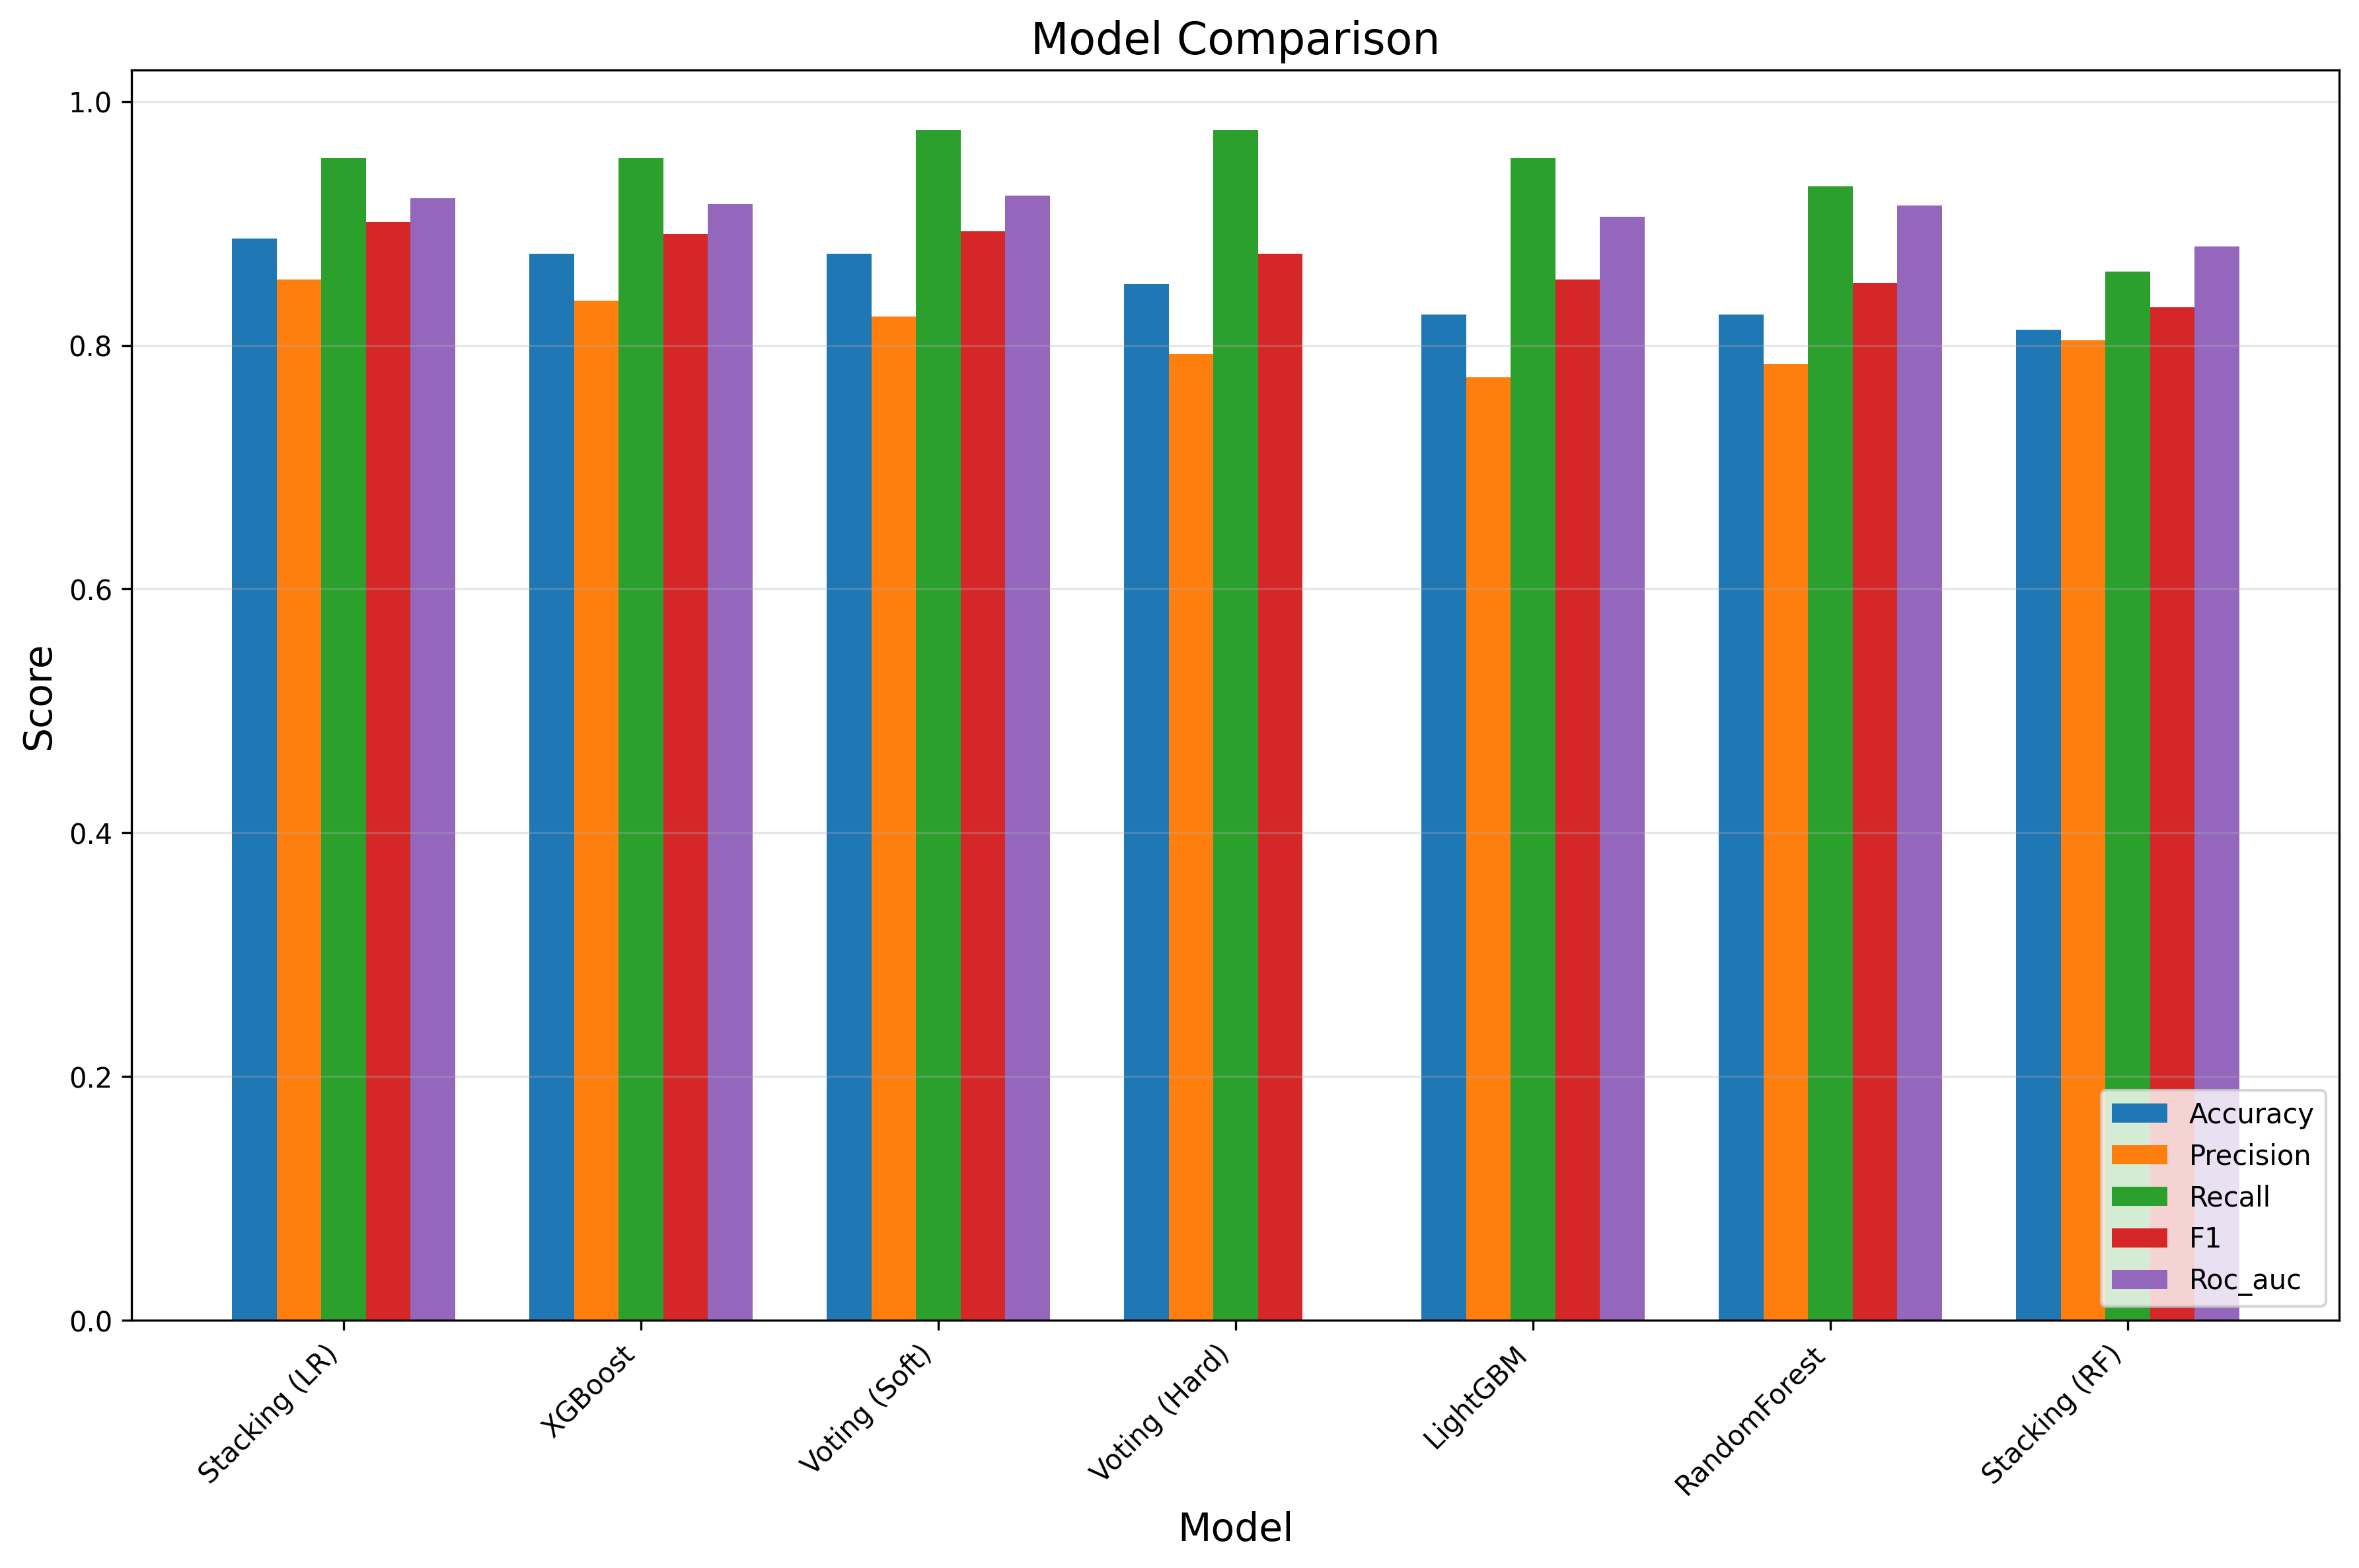 Model Comparison
1.0
0.8
0.6
0.4
0.2
0.0
Score
Accuracy
Precision
Recall
F1
Roc_auc
Stacking (LR)
XGBoost
Voting (Soft)
Voting (Hard)
LightGBM
RandomForest
Stacking (RF)
Model